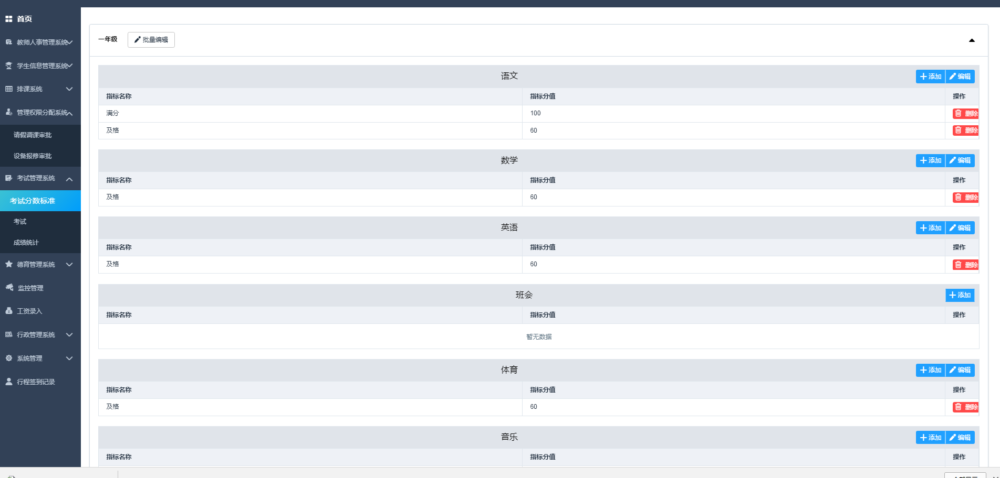 首页
教师人事管理系统
学生信息管理系统
排课系统
管理权限分配系统
请假调课审批
设备报修审批
考试管理系统
考试分数标准
考试
成绩统计
德育管理系统
监控管理
工资录入
行政管理系统
系统管理
行程签到记录
一年级 批量编辑
语文 添加 编辑
指标名称 指标分值 操作
满分 100 删除
及格 60 删除
数学 添加 编辑
指标名称 指标分值 操作
及格 60 删除
英语 添加 编辑
指标名称 指标分值 操作
及格 60 删除
班会 添加
指标名称 指标分值 操作
暂无数据
体育 添加 编辑
指标名称 指标分值 操作
及格 60 删除
音乐 添加 编辑
指标名称 指标分值 操作